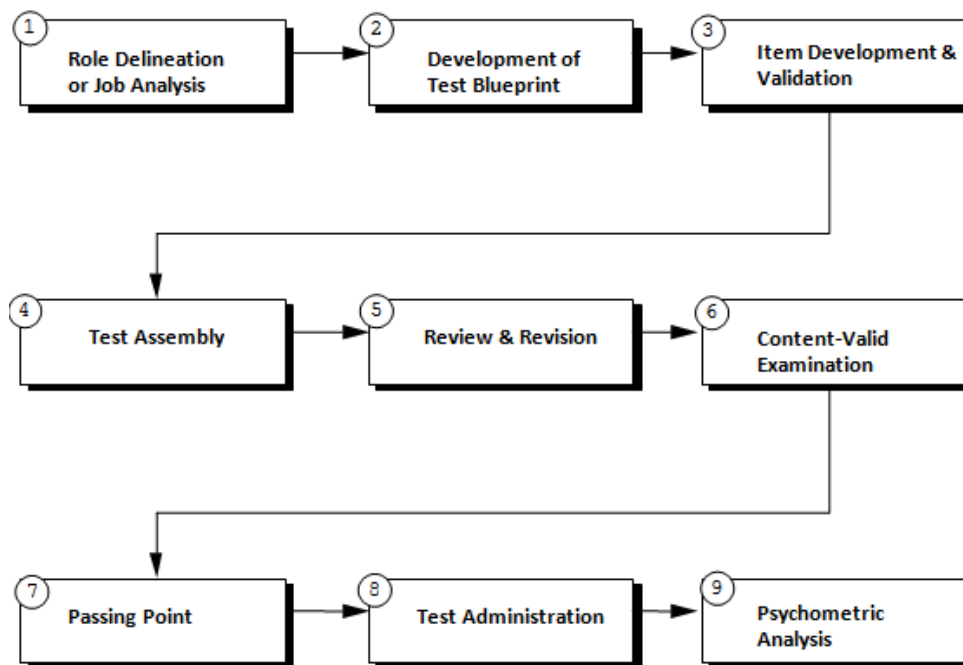 1
Role Delineation
or Job Analysis
2
Development of
Test Blueprint
3
Item Development &
Validation
4
Test Assembly
5
Review & Revision
6
Content-Valid
Examination
7
Passing Point
8
Test Administration
9
Psychometric
Analysis